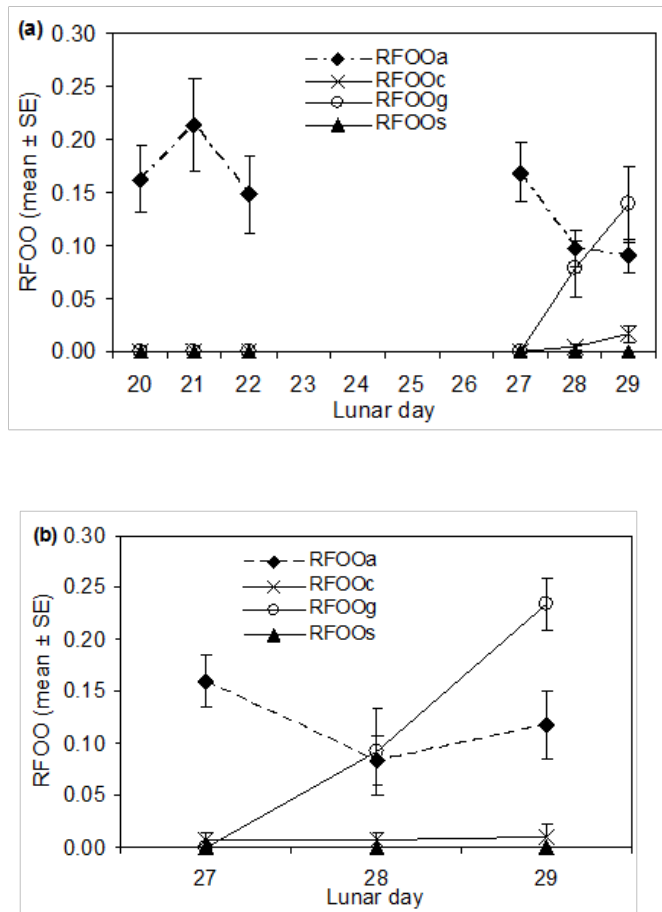 (a)
0.30
0.25
0.20
0.15
0.10
0.05
0.00
RFOO (mean ± SE)
RFOOa
RFOOc
RFOOg
RFOOs
20 21 22 23 24 25 26 27 28 29
Lunar day
(b)
0.30
0.25
0.20
0.15
0.10
0.05
0.00
RFOO (mean ± SE)
RFOOa
RFOOc
RFOOg
RFOOs
27 28 29
Lunar day